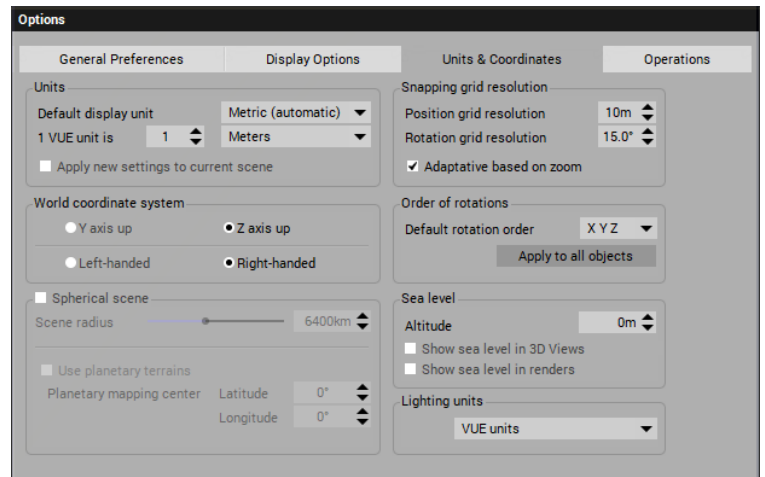 Options
General Preferences
Display Options
Units & Coordinates
Operations
Units
Default display unit
Metric (automatic)
1 VUE unit is
1
Meters
Apply new settings to current scene
Snapping grid resolution
Position grid resolution
10m
Rotation grid resolution
15.0°
Adaptative based on zoom
World coordinate system
Y axis up
Z axis up
Left-handed
Right-handed
Order of rotations
Default rotation order
X Y Z
Apply to all objects
Spherical scene
Scene radius
6400km
Use planetary terrains
Planetary mapping center
Latitude
0°
Longitude
0°
Sea level
Altitude
0m
Show sea level in 3D Views
Show sea level in renders
Lighting units
VUE units